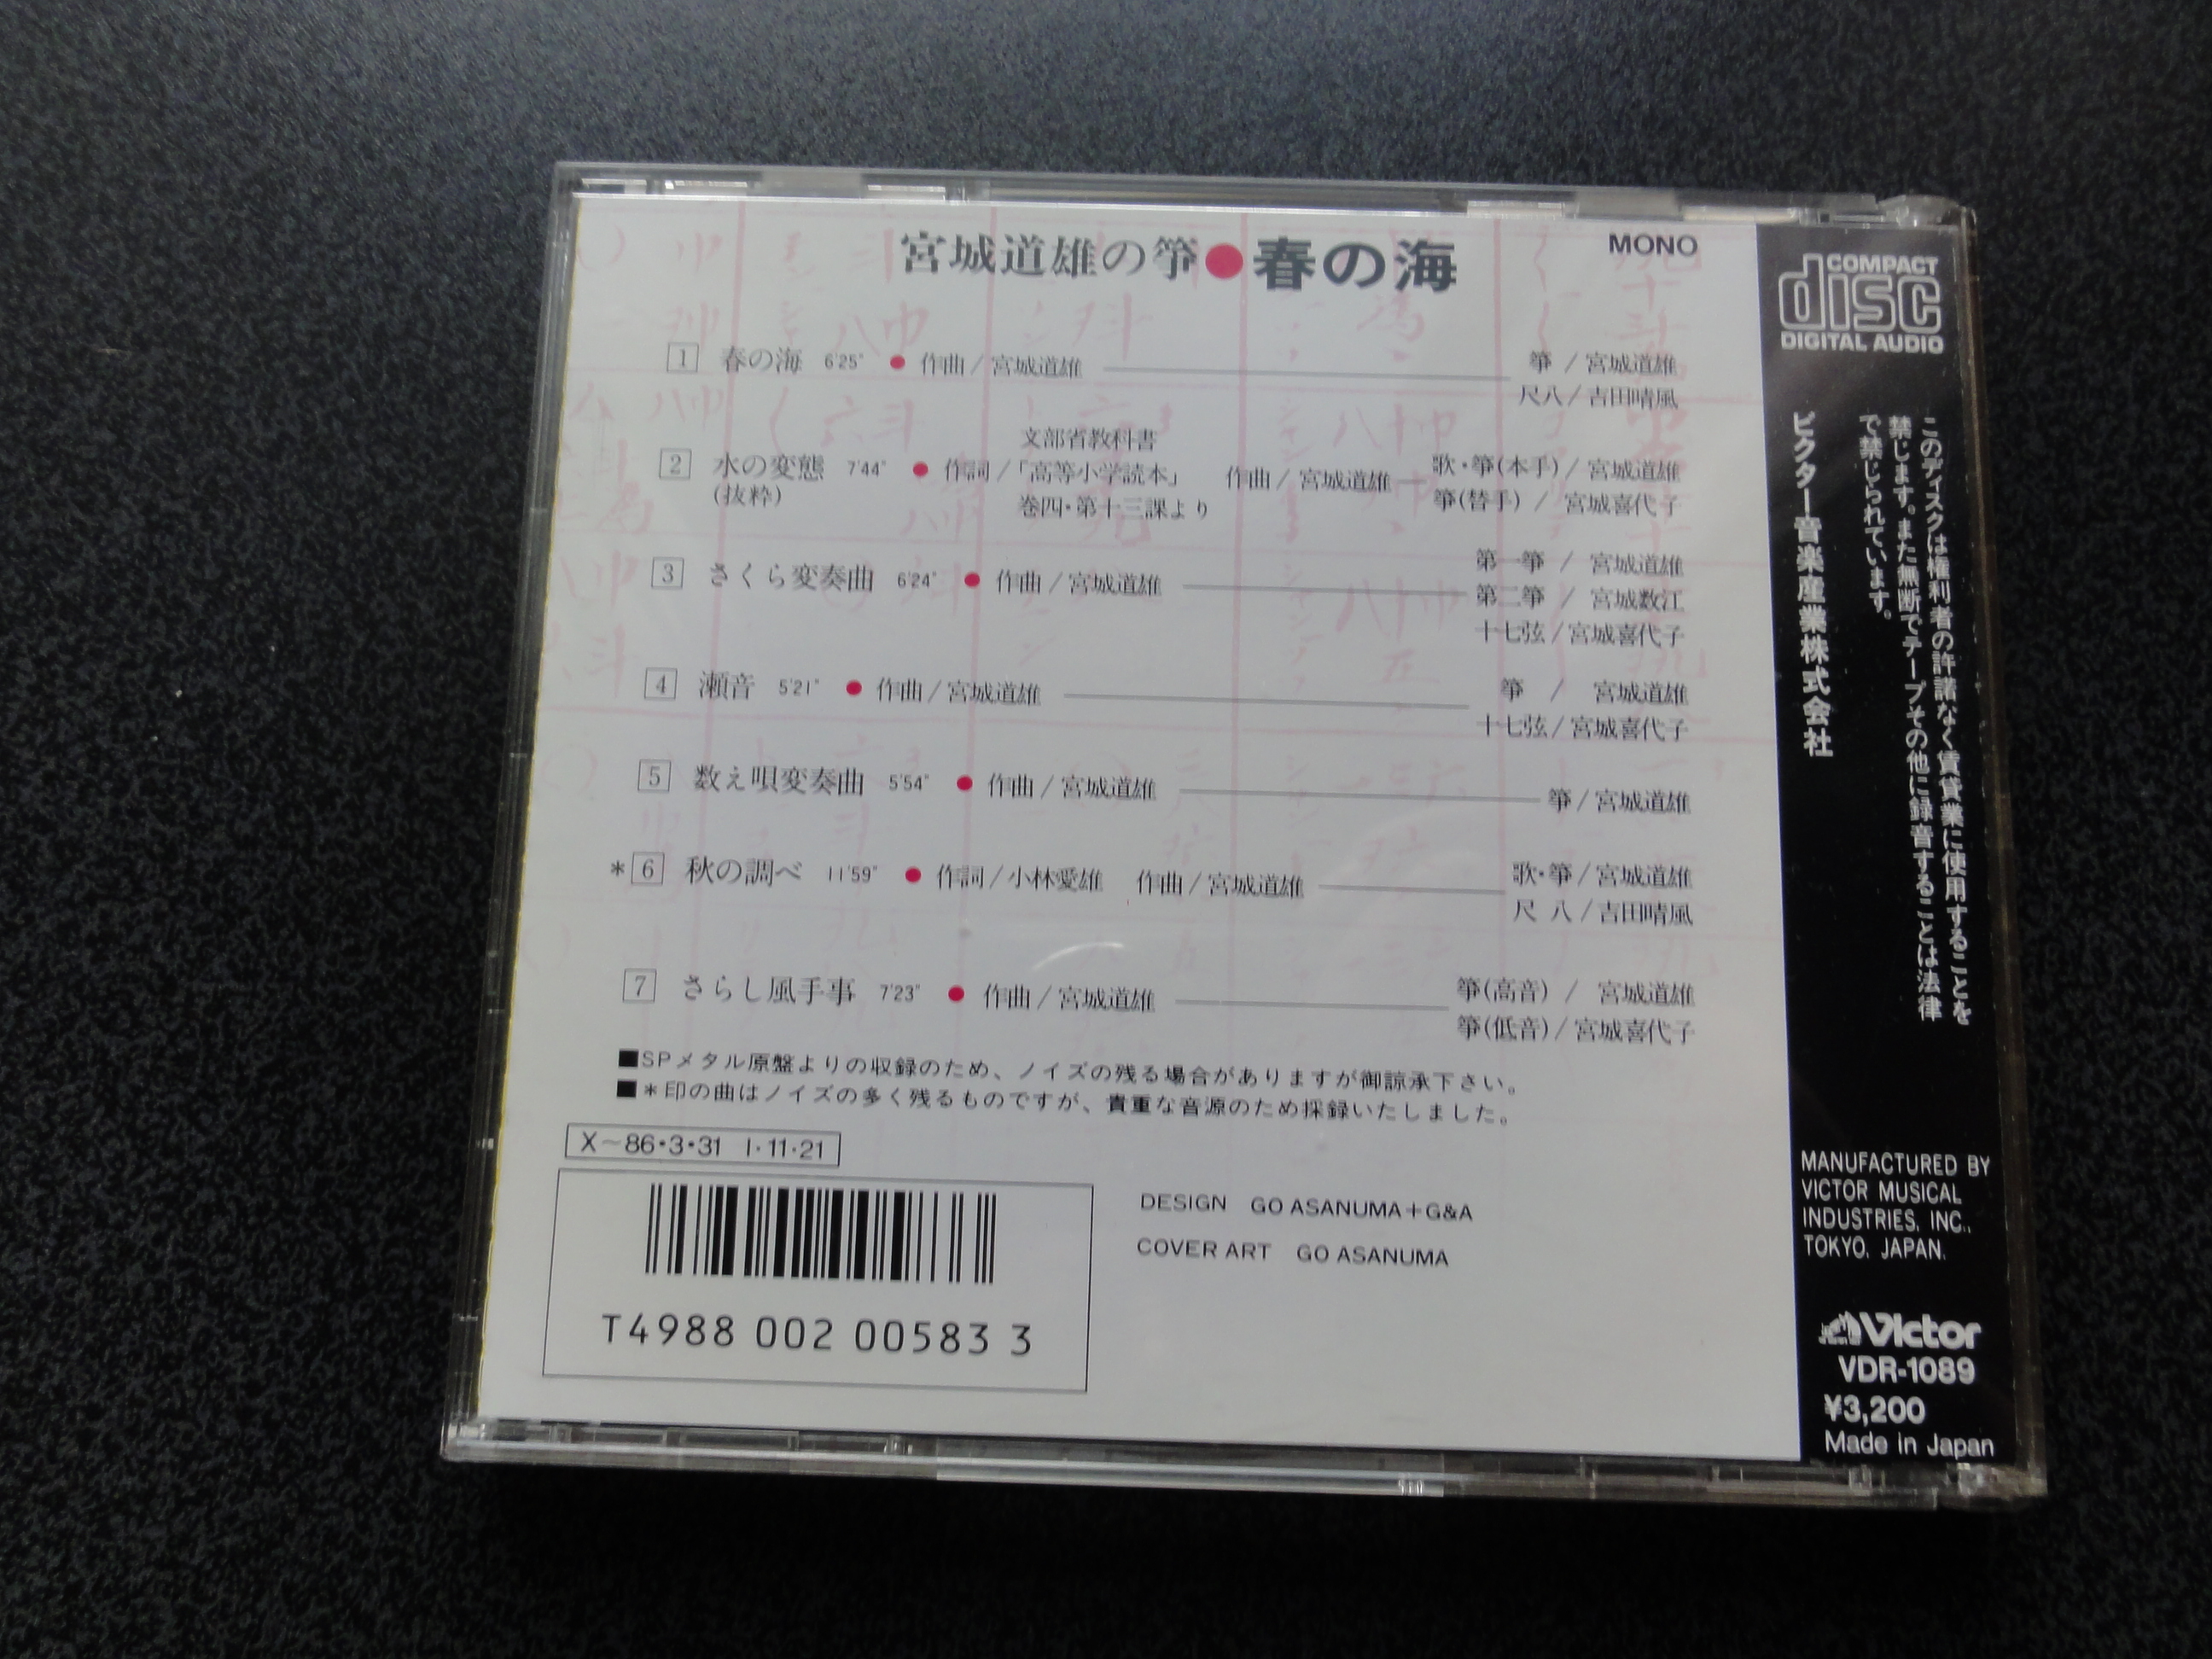 宮城道雄の箏●春の海
MONO
1 春の海 6'25" ● 作曲/宮城道雄 箏/宮城道雄
尺八/吉田晴風
2 水の変態 7'44" ● 作詞/文部省教科書
「高等小学読本」
巻四・第十三課より
作曲/宮城道雄 歌・箏(本手)/宮城道雄
(抜粋)
箏(替手)/宮城喜代子
3 さくら変奏曲 6'24" ● 作曲/宮城道雄 第一箏/宮城道雄
第二箏/宮城数江
十七弦/宮城喜代子
4 瀬音 5'21" ● 作曲/宮城道雄 箏/宮城道雄
十七弦/宮城喜代子
5 数え唄変奏曲 5'54" ● 作曲/宮城道雄 箏/宮城道雄
*6 秋の調べ 11'59" ● 作詞/小林愛雄 作曲/宮城道雄 歌・箏/宮城道雄
尺八/吉田晴風
7 さらし風手事 7'23" ● 作曲/宮城道雄 箏(高音)/宮城道雄
箏(低音)/宮城喜代子
■SPメタル原盤よりの収録のため、ノイズの残る場合がありますが御諒承下さい。
■*印の曲はノイズの多く残るものですが、貴重な音源のため採録いたしました。
X〜86・3・31 1・11・21
T4988 002 00583 3
DESIGN GO ASANUMA+G&A
COVER ART GO ASANUMA
COMPACT
disc
DIGITAL AUDIO
このディスクは権利者の許諾なく賃貸業に使用することを
禁じます。また無断でテープその他に録音することは法律
で禁じられています。
ビクター音楽産業株式会社
MANUFACTURED BY
VICTOR MUSICAL
INDUSTRIES, INC.,
TOKYO, JAPAN.
Victor
VDR-1089
¥3,200
Made in Japan